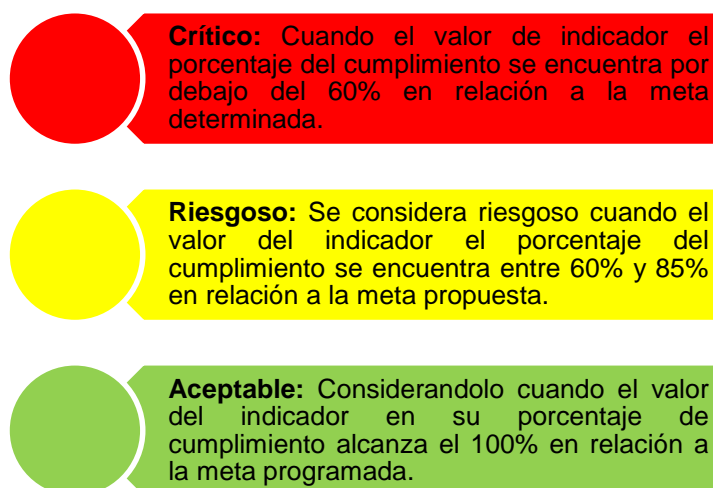 Crítico: Cuando el valor de indicador el
porcentaje del cumplimiento se encuentra por
debajo del 60% en relación a la meta
determinada.
Riesgoso: Se considera riesgoso cuando el
valor del indicador el porcentaje del
cumplimiento se encuentra entre 60% y 85%
en relación a la meta propuesta.
Aceptable: Considerandolo cuando el valor
del indicador en su porcentaje de
cumplimiento alcanza el 100% en relación a
la meta programada.